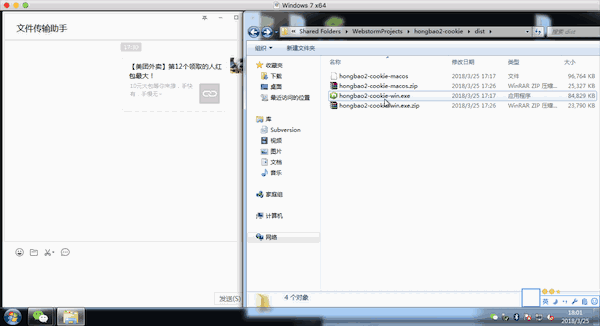 Windows 7 x64
文件传输助手
17:30
【美团外卖】第12个领取的人红
包最大！
Shared Folders
WebstormProjects
hongbao2-cookie
dist
搜索 dist
组织
新建文件夹
名称
修改日期
类型
大小
收藏夹
下载
桌面
最近访问的位置
库
Subversion
视频
图片
文档
音乐
家庭组
计算机
网络
hongbao2-cookie-macos 2018/3/25 17:17 文件 96,764 KB
hongbao2-cookie-macos.zip 2018/3/25 17:26 WinRAR ZIP 压缩... 25,327 KB
hongbao2-cookie-win.exe 2018/3/25 17:17 应用程序 84,829 KB
hongbao2-cookie-win.exe.zip 2018/3/25 17:26 WinRAR ZIP 压缩... 23,790 KB
发送(S)
4 个对象
英
18:01
2018/3/25